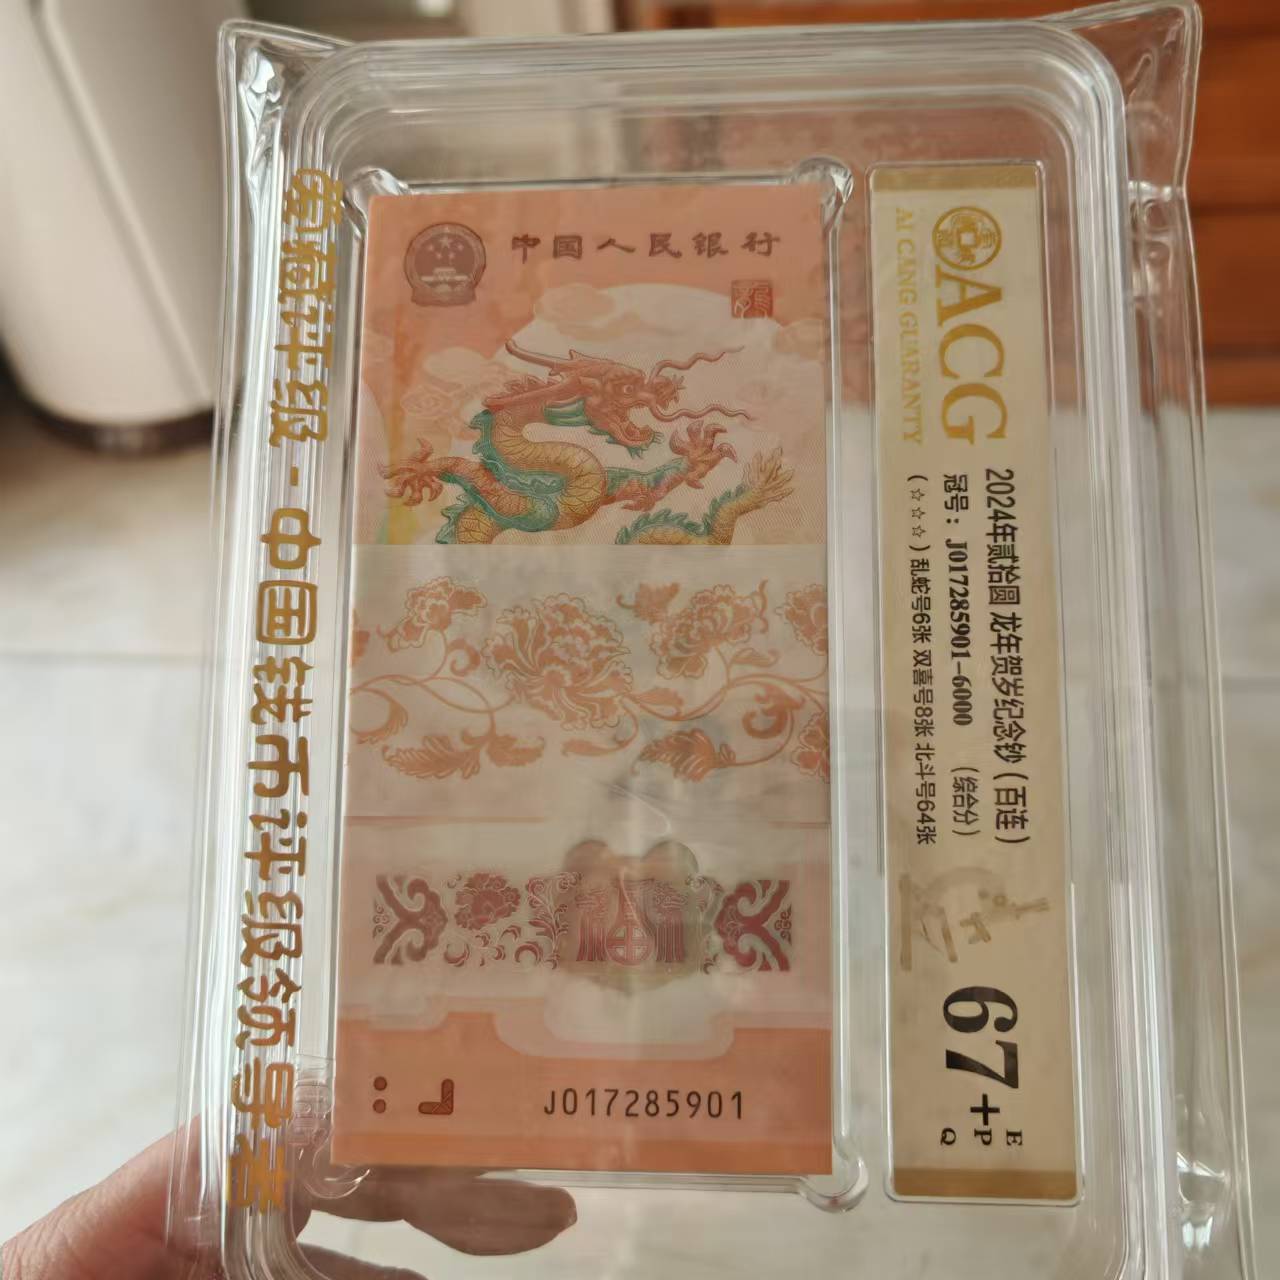 爱藏评级-中国钱币评级领导者
中国人民银行
J017285901
ACG
AI CANG GUARANTY
2024年贰拾圆 龙年贺岁纪念钞(百连)
冠号:J017285901-6000 (综合分)
(☆☆☆)乱蛇号6张 双喜号8张 北斗号64张
67+
E
P
Q